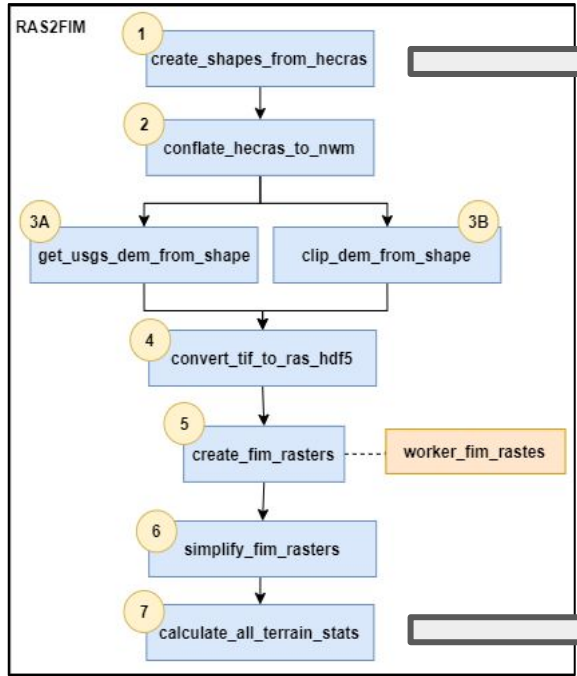 RAS2FIM
1
create_shapes_from_hecras
2
conflate_hecras_to_nwm
3A
3B
get_usgs_dem_from_shape
clip_dem_from_shape
4
convert_tif_to_ras_hdf5
5
create_fim_rasters
worker_fim_rastes
6
simplify_fim_rasters
7
calculate_all_terrain_stats